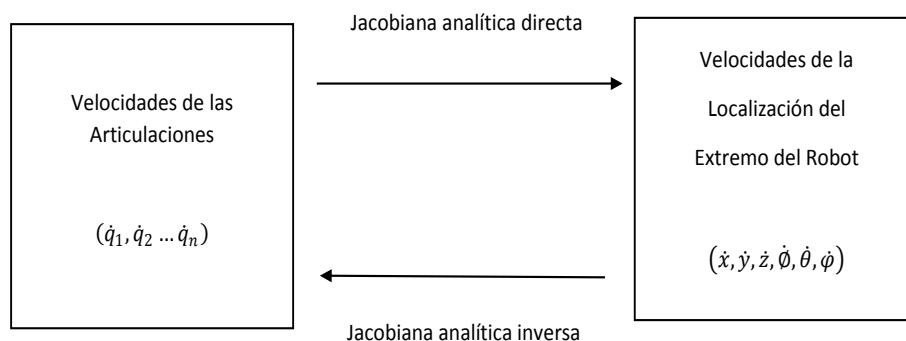 Jacobiana analítica directa
Velocidades de las
Articulaciones
(q̇₁, q̇₂ … q̇ₙ)
Velocidades de la
Localización del
Extremo del Robot
(ẋ, ẏ, ż, ∅̇, θ̇, φ̇)
Jacobiana analítica inversa